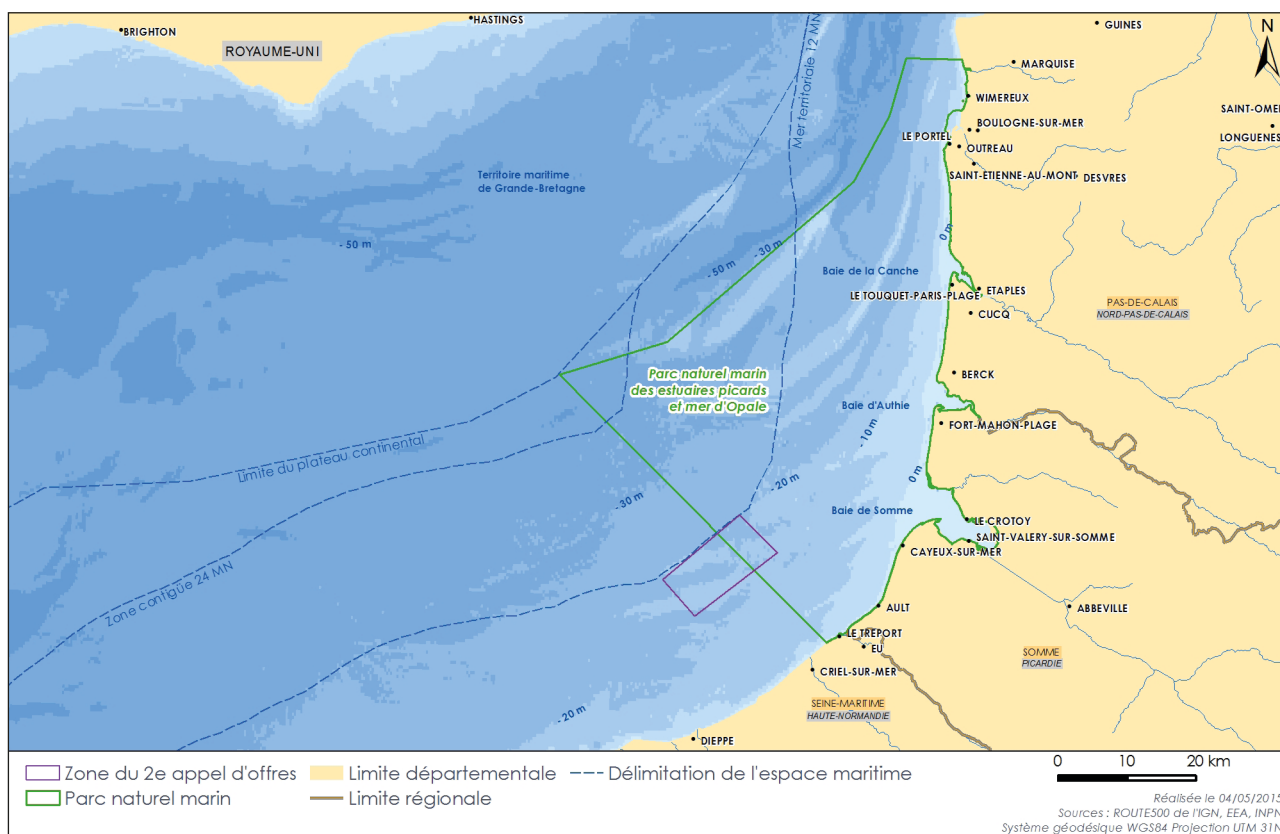 HASTINGS
BRIGHTON
ROYAUME-UNI
GUINES
N
MARQUISE
WIMEREUX
SAINT-OMER
BOULOGNE-SUR-MER
LE PORTEL
OUTREAU
LONGUENES
SAINT-ETIENNE-AU-MONT
DESVRES
Mer territoriale 12 MN
Territoire maritime
de Grande-Bretagne
- 50 m
- 30 m
- 50 m
0 m
Baie de la Canche
LE TOUQUET-PARIS-PLAGE
ETAPLES
CUCQ
PAS-DE-CALAIS
NORD-PAS-DE-CALAIS
Parc naturel marin
des estuaires picards
et mer d'Opale
BERCK
Baie d'Authie
- 10 m
FORT-MAHON-PLAGE
Limite du plateau continental
0 m
- 20 m
- 30 m
Baie de Somme
LE CROTOY
SAINT-VALERY-SUR-SOMME
CAYEUX-SUR-MER
Zone contigüe 24 MN
AULT
ABBEVILLE
LE TREPORT
EU
SOMME
PICARDIE
CRIEL-SUR-MER
SEINE-MARITIME
HAUTE-NORMANDIE
- 20 m
DIEPPE
Zone du 2e appel d'offres
Limite départementale
Délimitation de l'espace maritime
Parc naturel marin
Limite régionale
0 10 20 km
Réalisée le 04/05/2015
Sources : ROUTE500 de l'IGN, EEA, INPN
Système géodésique WGS84 Projection UTM 31N